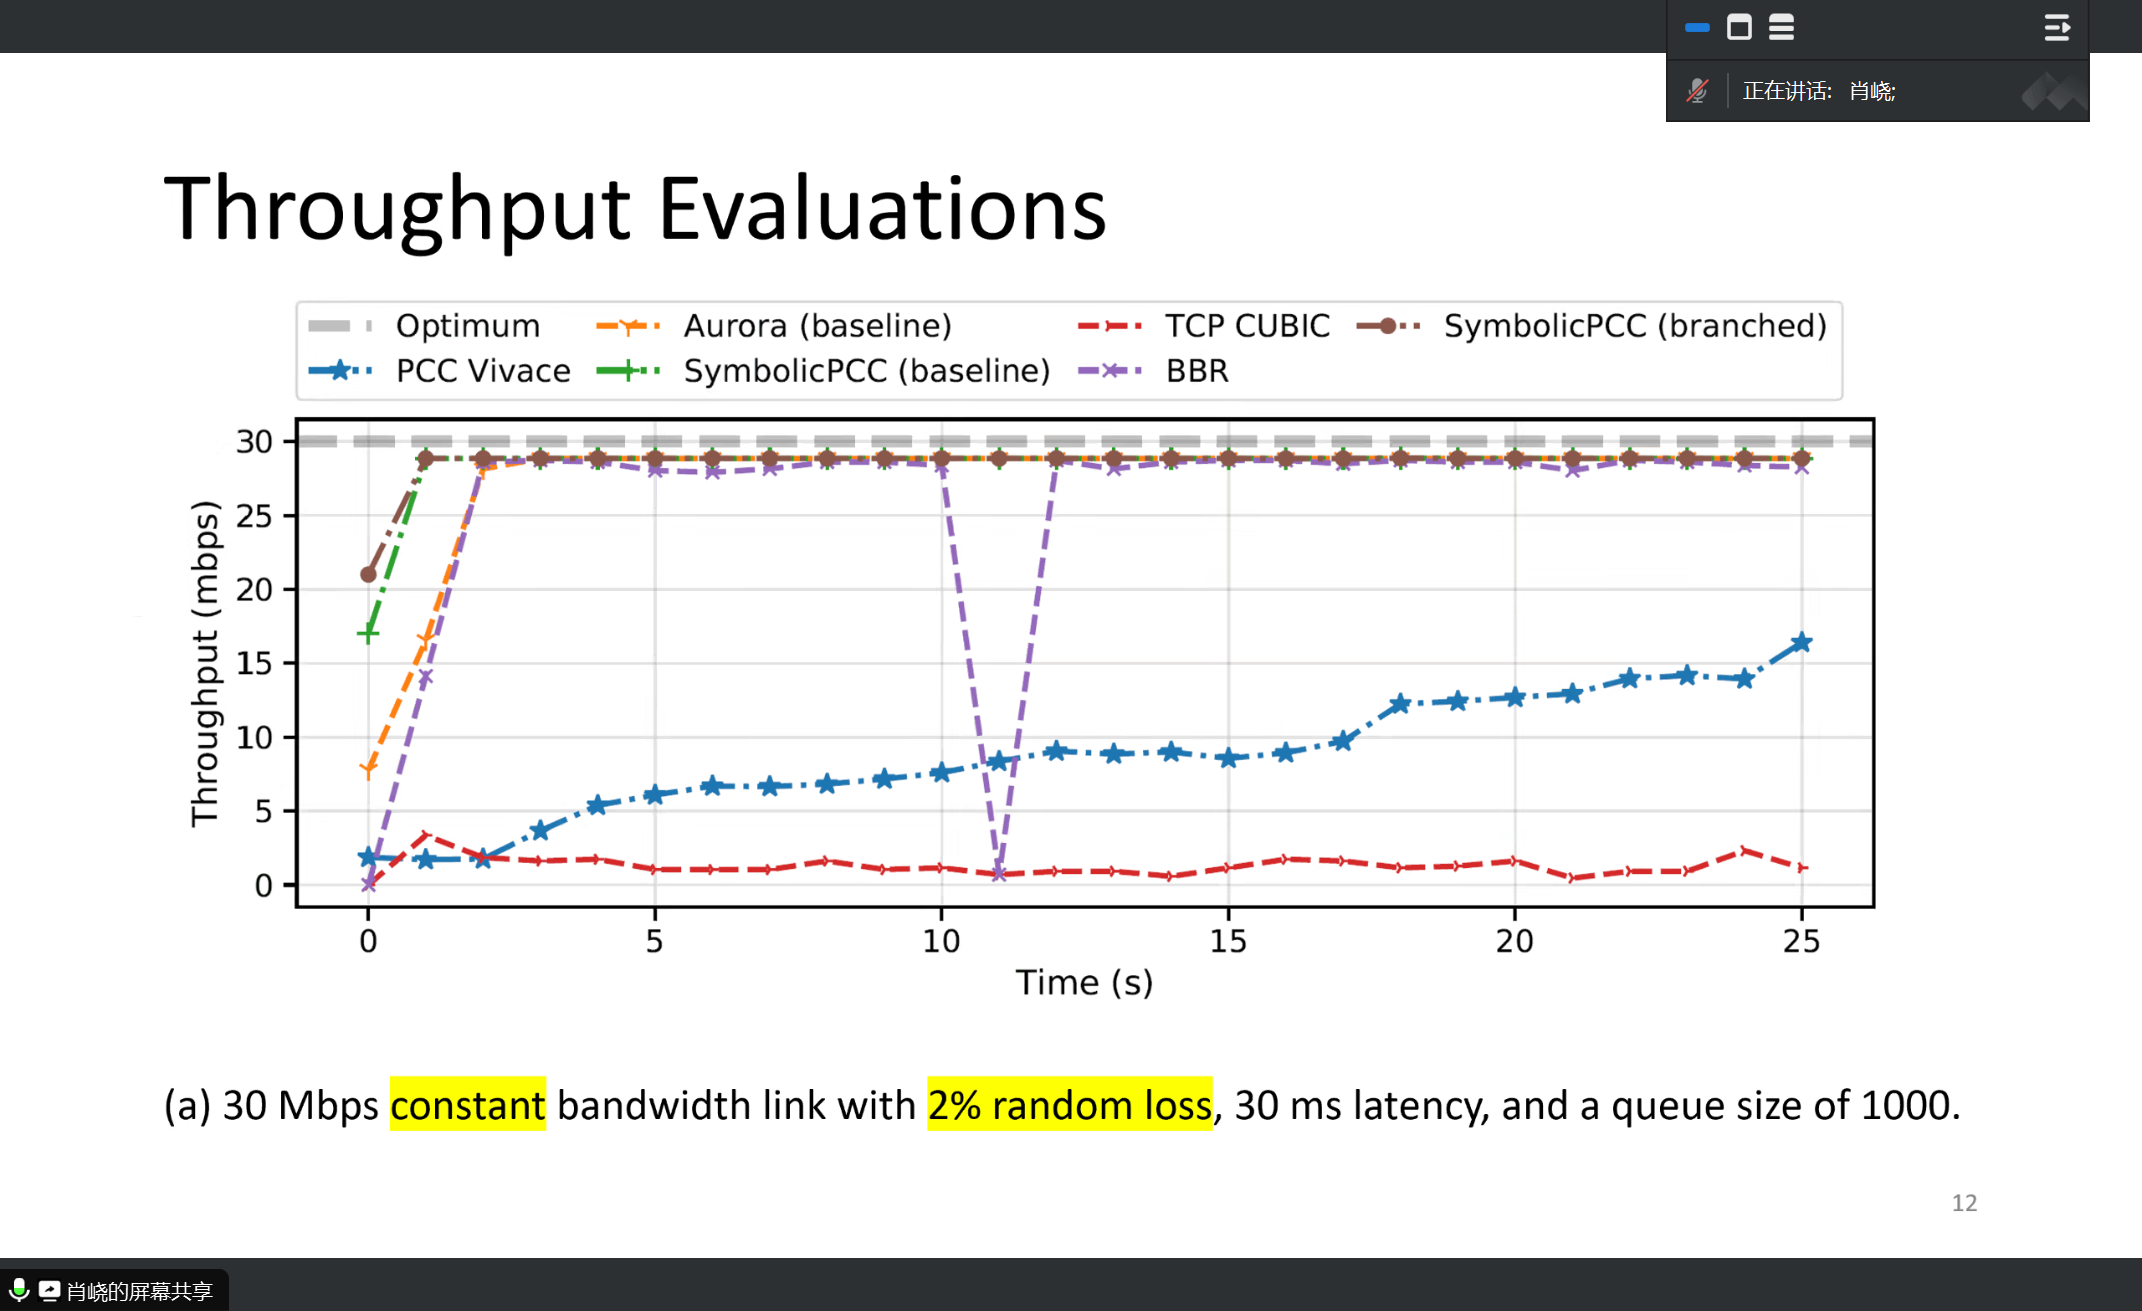 正在讲话: 肖峣;
Throughput Evaluations
Optimum
Aurora (baseline)
TCP CUBIC
SymbolicPCC (branched)
PCC Vivace
SymbolicPCC (baseline)
BBR
Throughput (mbps)
30
25
20
15
10
5
0
0 5 10 15 20 25
Time (s)
(a) 30 Mbps constant bandwidth link with 2% random loss, 30 ms latency, and a queue size of 1000.
12
肖峣的屏幕共享